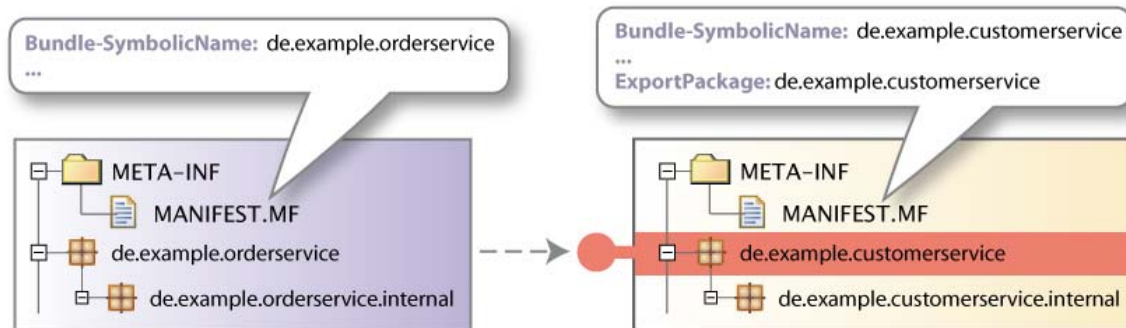 Bundle-SymbolicName: de.example.orderservice
...
META-INF
MANIFEST.MF
de.example.orderservice
de.example.orderservice.internal
Bundle-SymbolicName: de.example.customerservice
...
ExportPackage: de.example.customerservice
META-INF
MANIFEST.MF
de.example.customerservice
de.example.customerservice.internal